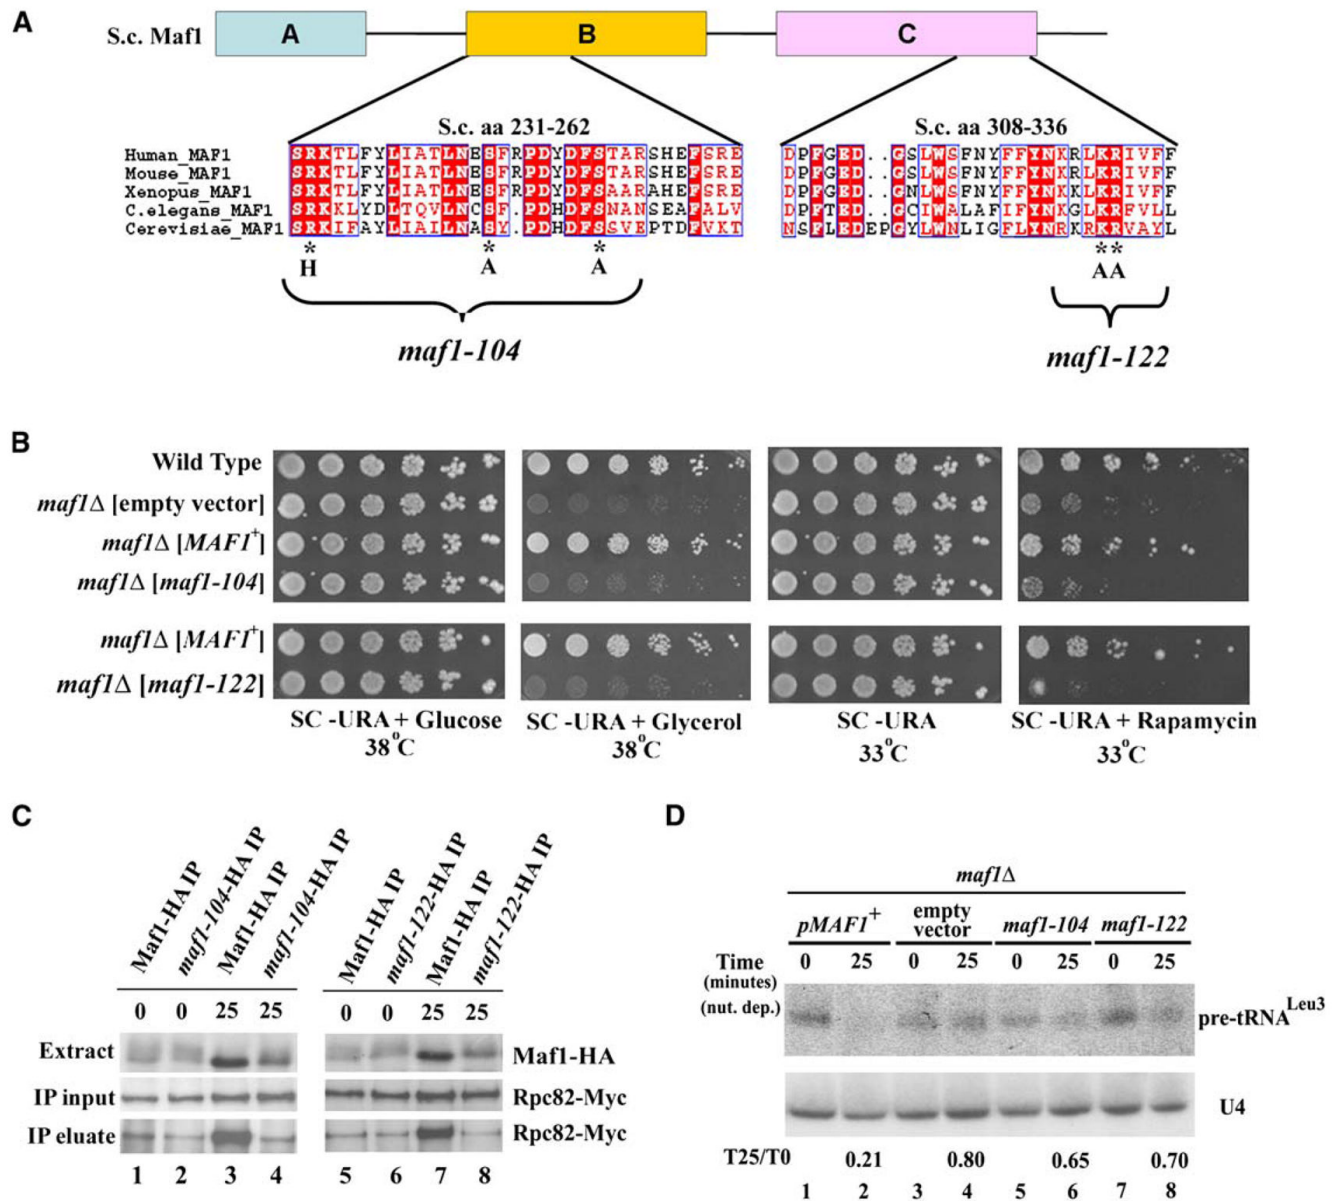 A
S.c. Maf1 A B C
S.c. aa 231-262
S.c. aa 308-336
Human_MAF1 SRKTLFYLIATLNESFRPDYDFSTARSHEFSRE DPFGED..GSLWSFNYFFYNKRLKRIVFF
Mouse_MAF1 SRKTLFYLIATLNESFRPDYDFSTARSHEFSRE DPFGED..GSLWSFNYFFYNKRLKRIVFF
Xenopus_MAF1 SRKTLFYLIATLNESFRPDYDFSAARAHEFSRE DPFGED..GNLWSFNYFFYNKRLKRIVFF
C.elegans_MAF1 SRKKLYDLTQVLNCSF.PDHDFSNANSEAFALV DPFTED..GCIWALAFIFYNKGLKRFVLL
Cerevisiae_MAF1 SRKIFAYLIAILNASY.PDHDFSSVEPTDFVKT NSFLEDEPGYLWNLIGFLYNKRKRKRVAYL
* * * **
H A A AA
maf1-104
maf1-122
B
Wild Type
maf1Δ [empty vector]
maf1Δ [MAF1+]
maf1Δ [maf1-104]
maf1Δ [MAF1+]
maf1Δ [maf1-122]
SC -URA + Glucose
38°C
SC -URA + Glycerol
38°C
SC -URA
33°C
SC -URA + Rapamycin
33°C
C
Maf1-HA IP
maf1-104-HA IP
Maf1-HA IP
maf1-104-HA IP
Maf1-HA IP
maf1-122-HA IP
Maf1-HA IP
maf1-122-HA IP
0 0 25 25 0 0 25 25
Extract Maf1-HA
IP input Rpc82-Myc
IP eluate Rpc82-Myc
1 2 3 4 5 6 7 8
D
maf1Δ
pMAF1+ empty vector maf1-104 maf1-122
Time 0 25 0 25 0 25 0 25
(minutes)
(nut. dep.)
pre-tRNA Leu3
U4
T25/T0 0.21 0.80 0.65 0.70
1 2 3 4 5 6 7 8